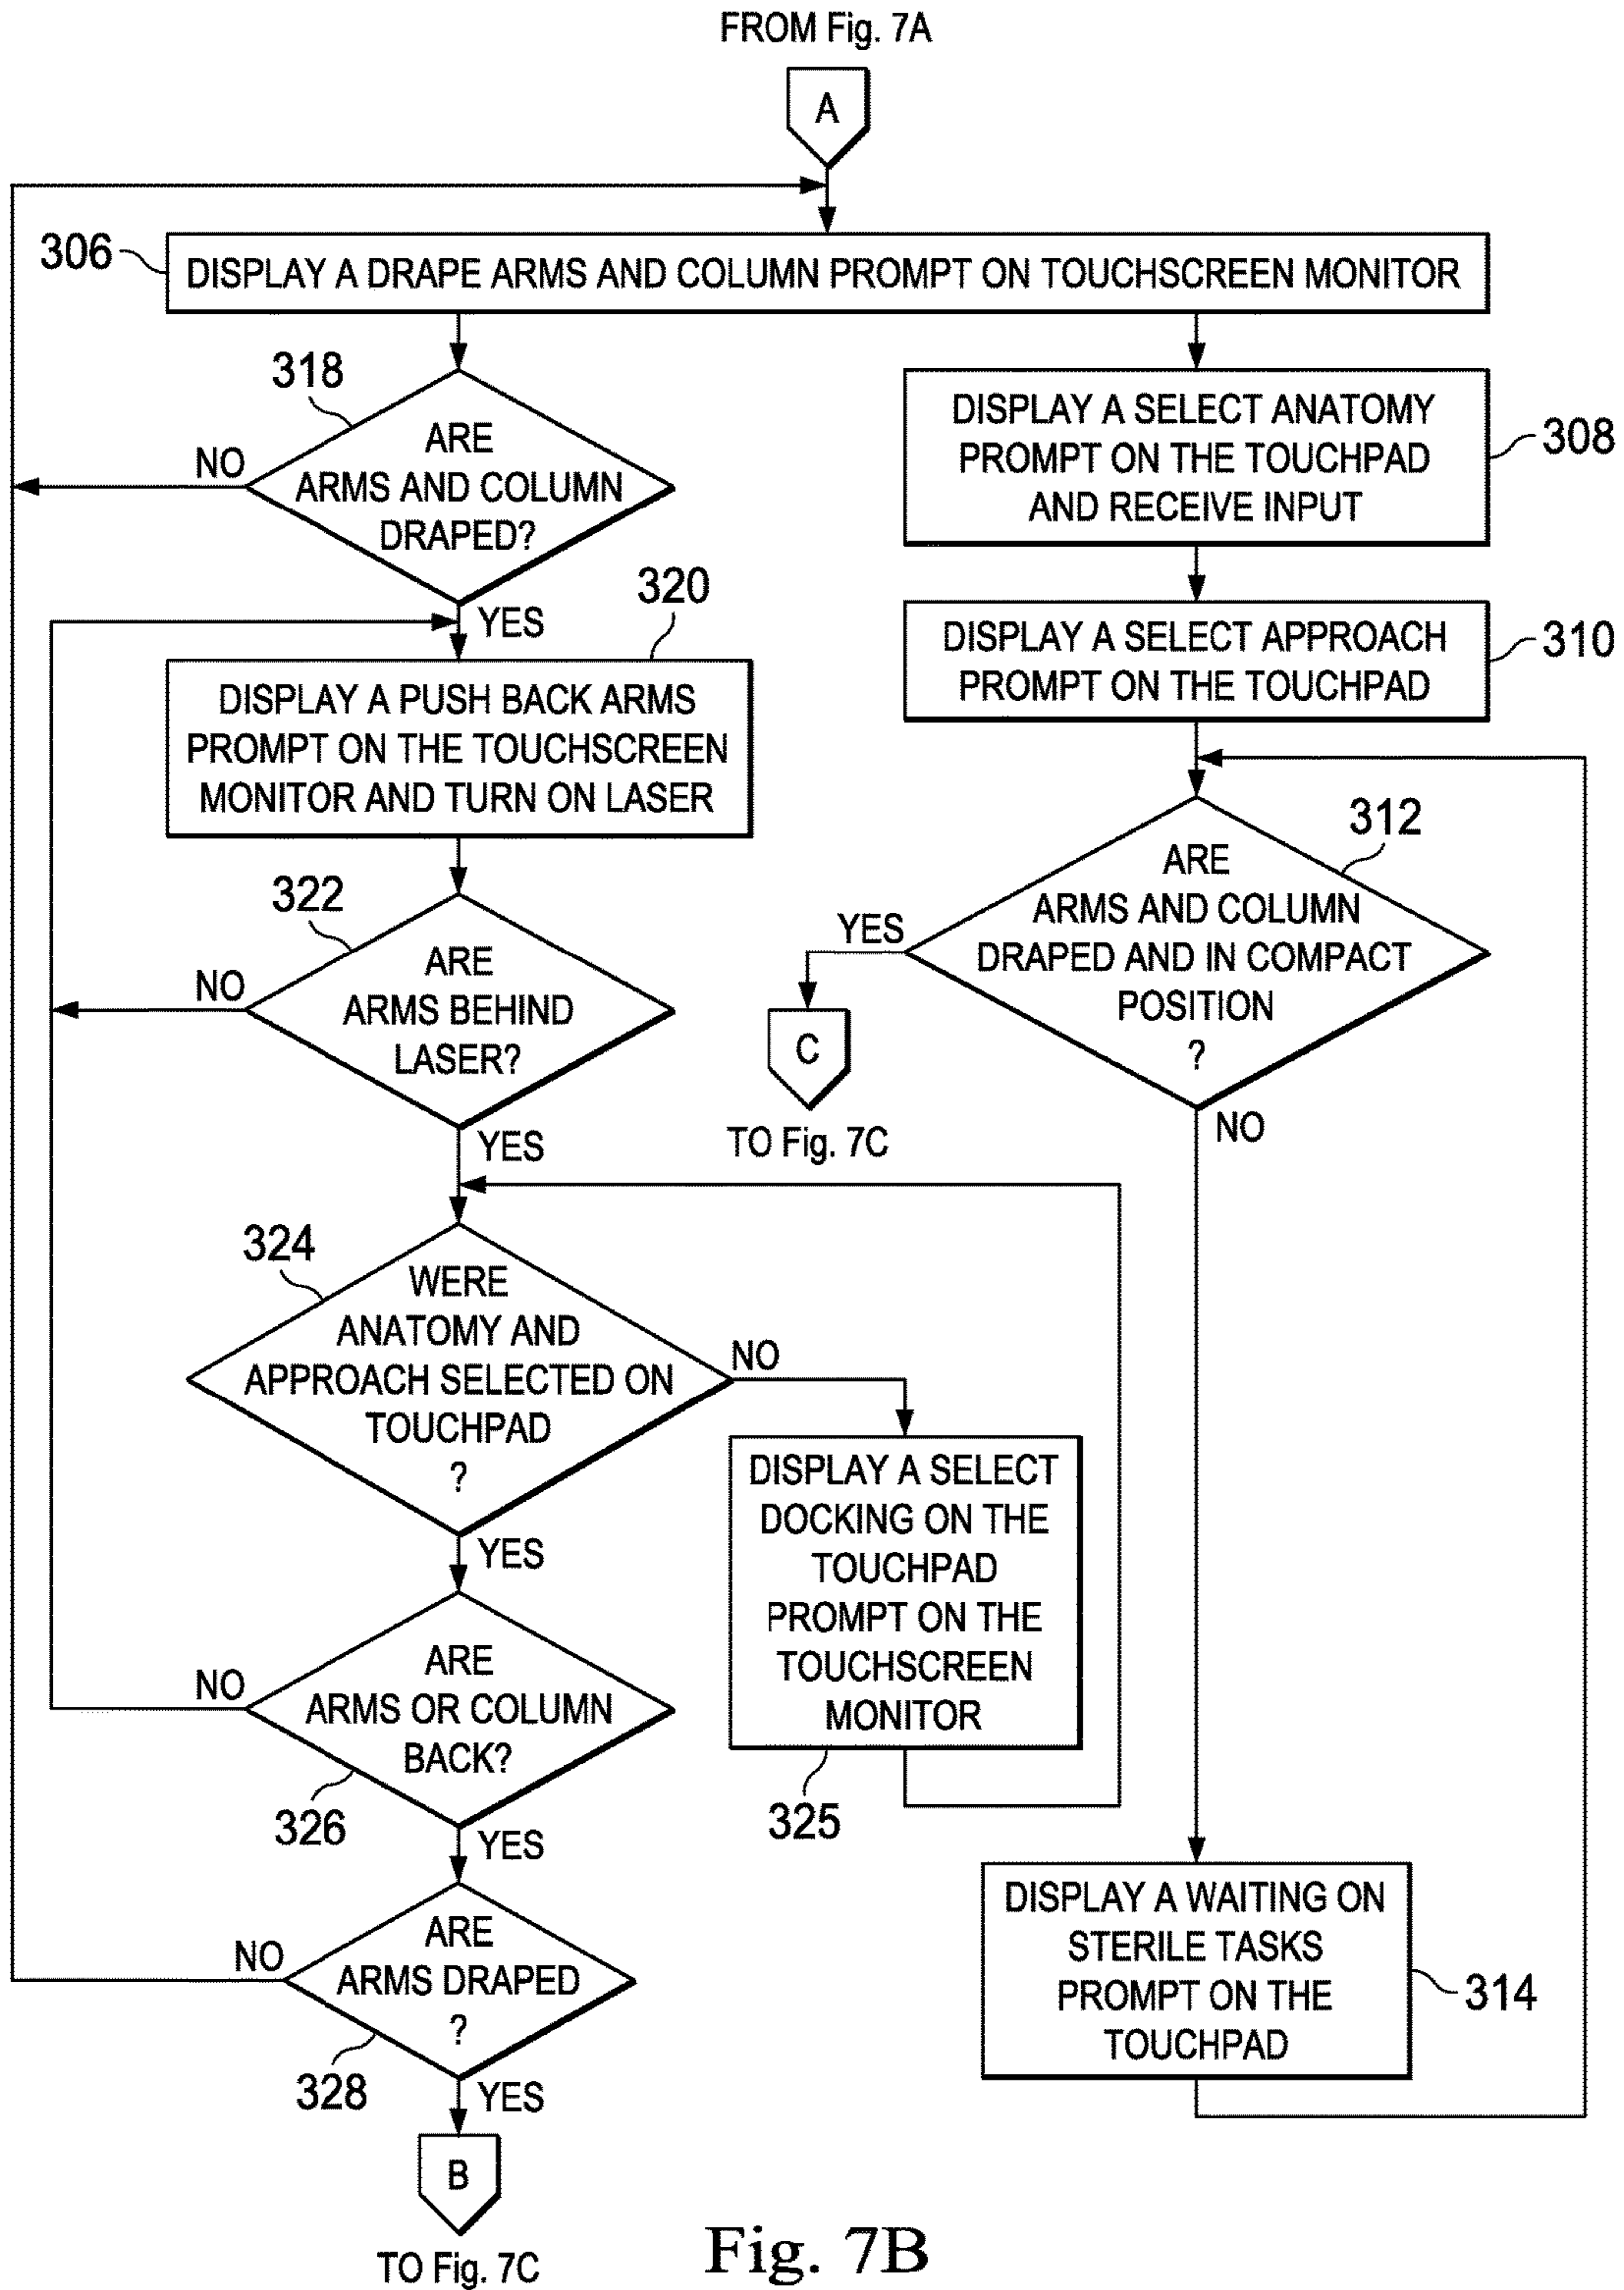 FROM Fig. 7A
A
306
DISPLAY A DRAPE ARMS AND COLUMN PROMPT ON TOUCHSCREEN MONITOR
318
ARE
ARMS AND COLUMN
DRAPED?
NO
YES
320
DISPLAY A PUSH BACK ARMS
PROMPT ON THE TOUCHSCREEN
MONITOR AND TURN ON LASER
322
ARE
ARMS BEHIND
LASER?
NO
YES
324
WERE
ANATOMY AND
APPROACH SELECTED ON
TOUCHPAD
?
NO
YES
DISPLAY A SELECT
DOCKING ON THE
TOUCHPAD
PROMPT ON THE
TOUCHSCREEN
MONITOR
325
ARE
ARMS OR COLUMN
BACK?
NO
326
YES
ARE
ARMS DRAPED
?
NO
328
YES
B
TO Fig. 7C
DISPLAY A SELECT ANATOMY
PROMPT ON THE TOUCHPAD
AND RECEIVE INPUT
308
DISPLAY A SELECT APPROACH
PROMPT ON THE TOUCHPAD
310
312
ARE
ARMS AND COLUMN
DRAPED AND IN COMPACT
POSITION
?
YES
C
TO Fig. 7C
NO
DISPLAY A WAITING ON
STERILE TASKS
PROMPT ON THE
TOUCHPAD
314
Fig. 7B